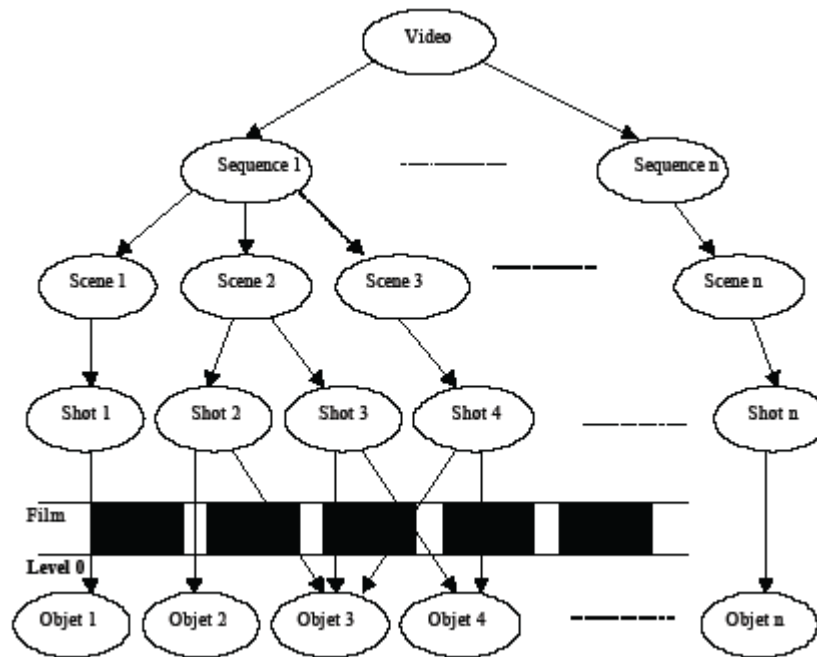 Video
Sequence 1
Sequence n
Scene 1
Scene 2
Scene 3
Scene n
Shot 1
Shot 2
Shot 3
Shot 4
Shot n
Film
Level 0
Objet 1
Objet 2
Objet 3
Objet 4
Objet n